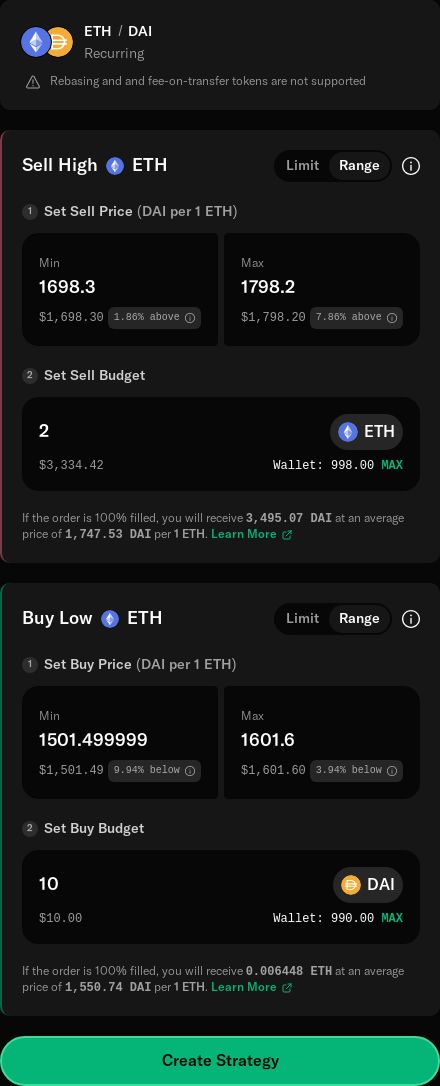 ETH / DAI
Recurring
Rebasing and and fee-on-transfer tokens are not supported
Sell High ETH Limit Range
1 Set Sell Price (DAI per 1 ETH)
Min Max
1698.3 1798.2
$1,698.30 1.86% above $1,798.20 7.86% above
2 Set Sell Budget
2 ETH
$3,334.42 Wallet: 998.00 MAX
If the order is 100% filled, you will receive 3,495.07 DAI at an average
price of 1,747.53 DAI per 1 ETH. Learn More
Buy Low ETH Limit Range
1 Set Buy Price (DAI per 1 ETH)
Min Max
1501.499999 1601.6
$1,501.49 9.94% below $1,601.60 3.94% below
2 Set Buy Budget
10 DAI
$10.00 Wallet: 990.00 MAX
If the order is 100% filled, you will receive 0.006448 ETH at an average
price of 1,550.74 DAI per 1 ETH. Learn More
Create Strategy